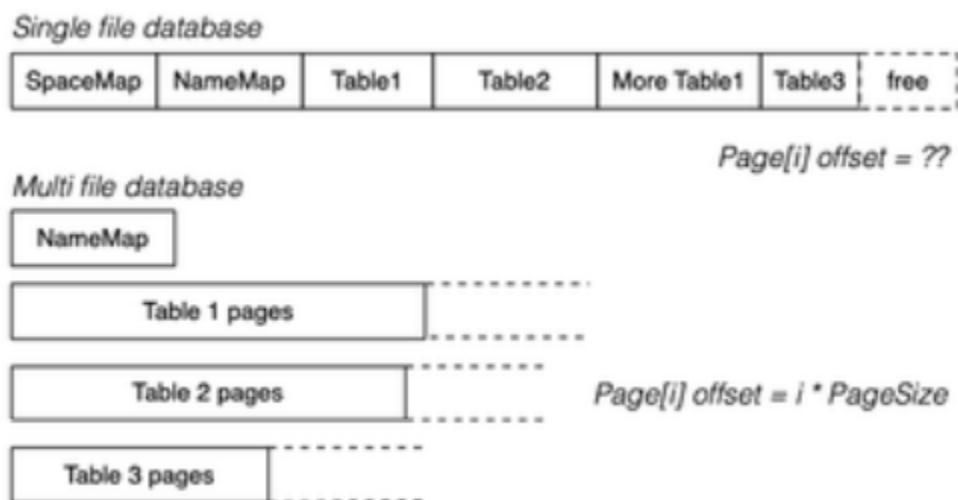 Single file database
SpaceMap NameMap Table1 Table2 More Table1 Table3 free
Page[i] offset = ??
Multi file database
NameMap
Table 1 pages
Table 2 pages
Page[i] offset = i * PageSize
Table 3 pages